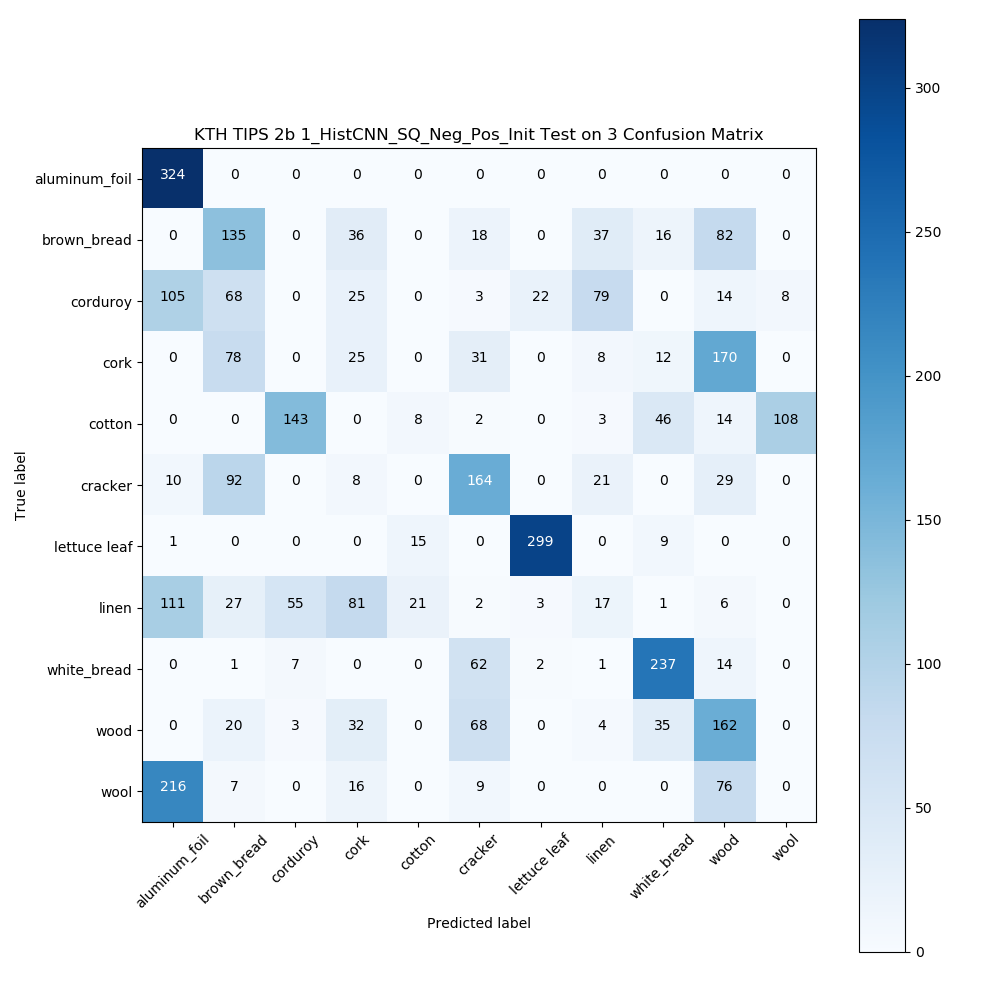 KTH TIPS 2b 1_HistCNN_SQ_Neg_Pos_Init Test on 3 Confusion Matrix
True label
aluminum_foil 324 0 0 0 0 0 0 0 0 0 0
brown_bread 0 135 0 36 18 0 37 16 82 0
corduroy 105 68 0 25 0 3 22 79 0 14 8
cork 0 78 0 25 0 31 0 8 12 170 0
cotton 0 0 143 0 8 2 0 3 46 14 108
cracker 10 92 0 8 0 164 0 21 0 29 0
lettuce leaf 1 0 0 0 15 0 299 0 9 0 0
linen 111 27 55 81 21 2 3 17 1 6 0
white_bread 0 1 7 0 0 62 2 1 237 14 0
wood 0 20 3 32 0 68 0 4 35 162 0
wool 216 7 0 16 0 9 0 0 0 76 0
aluminum_foil brown_bread corduroy cork cotton cracker lettuce leaf linen white_bread wood wool
Predicted label
300
250
200
150
100
50
0